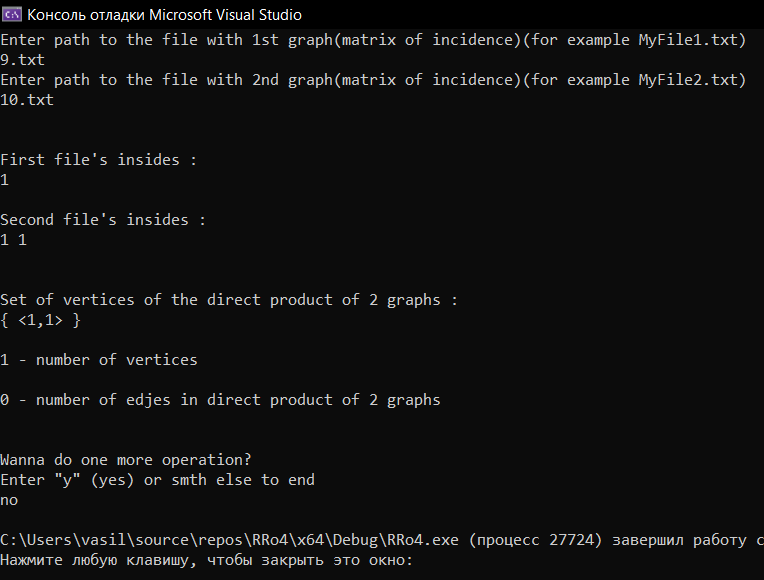 Консоль отладки Microsoft Visual Studio
Enter path to the file with 1st graph(matrix of incidence)(for example MyFile1.txt)
9.txt
Enter path to the file with 2nd graph(matrix of incidence)(for example MyFile2.txt)
10.txt
First file's insides :
1
Second file's insides :
1 1
Set of vertices of the direct product of 2 graphs :
{ <1,1> }
1 - number of vertices
0 - number of edjes in direct product of 2 graphs
Wanna do one more operation?
Enter "y" (yes) or smth else to end
no
C:\Users\vasil\source\repos\RRo4\x64\Debug\RRo4.exe (процесс 27724) завершил работу с
Нажмите любую клавишу, чтобы закрыть это окно: